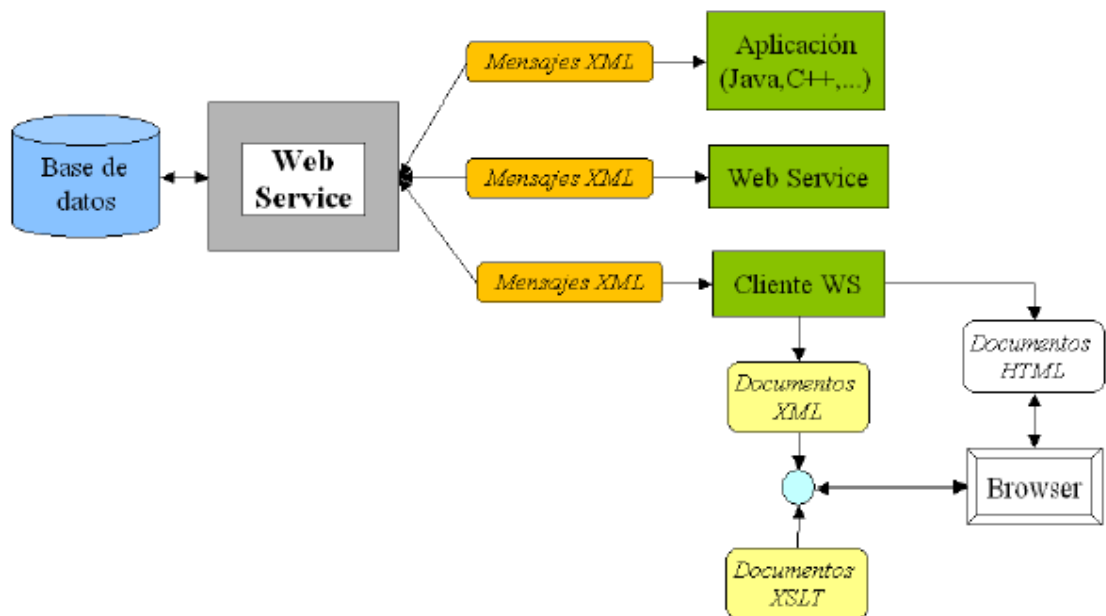 Mensajes XML
Aplicación
(Java,C++,...)
Base de
datos
Web
Service
Mensajes XML
Web Service
Mensajes XML
Cliente WS
Documentos
HTML
Documentos
XML
Browser
Documentos
XSLT